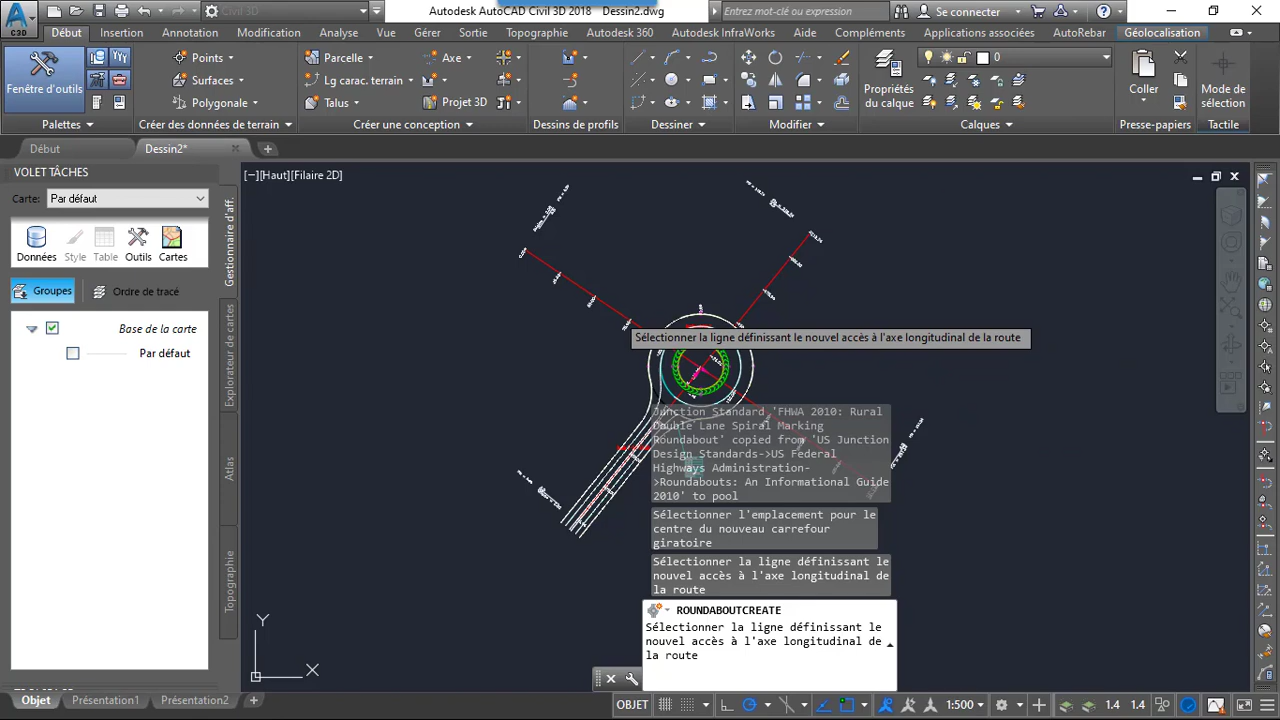 Civil 3D
Autodesk AutoCAD Civil 3D 2018 Dessin2.dwg
Entrez mot-clé ou expression
Se connecter
C3D
Début Insertion Annotation Modification Analyse Vue Gérer Sortie Topographie Autodesk 360 Autodesk InfraWorks Aide Compléments Applications associées AutoRebar Géolocalisation
Fenêtre d'outils
Palettes
Points
Surfaces
Polygonale
Créer des données de terrain
Parcelle
Lg carac. terrain
Talus
Axe
Projet 3D
Créer une conception
Dessins de profils
Dessiner
Modifier
Propriétés
du calque
0
Calques
Coller
Presse-papiers
Mode de
sélection
Tactile
Début
Dessin2*
VOLET TÂCHES
Carte: Par défaut
Données Style Table Outils Cartes
Groupes
Ordre de tracé
Base de la carte
Par défaut
Gestionnaire d'aff.
Explorateur de cartes
Atlas
Topographie
[−][Haut][Filaire 2D]
Sélectionner la ligne définissant le nouvel accès à l'axe longitudinal de la route
Junction Standard 'FHWA 2010: Rural
Double Lane Spiral Marking
Roundabout' copied from 'US Junction
Design Standards->US Federal
Highways Administration-
>Roundabouts: An Informational Guide
2010' to pool
Sélectionner l'emplacement pour le
centre du nouveau carrefour
giratoire
Sélectionner la ligne définissant le
nouvel accès à l'axe longitudinal de
la route
ROUNDABOUTCREATE
Sélectionner la ligne définissant le
nouvel accès à l'axe longitudinal de
la route
Y
X
Objet Présentation1 Présentation2
OBJET
1:500
1.4
1.4